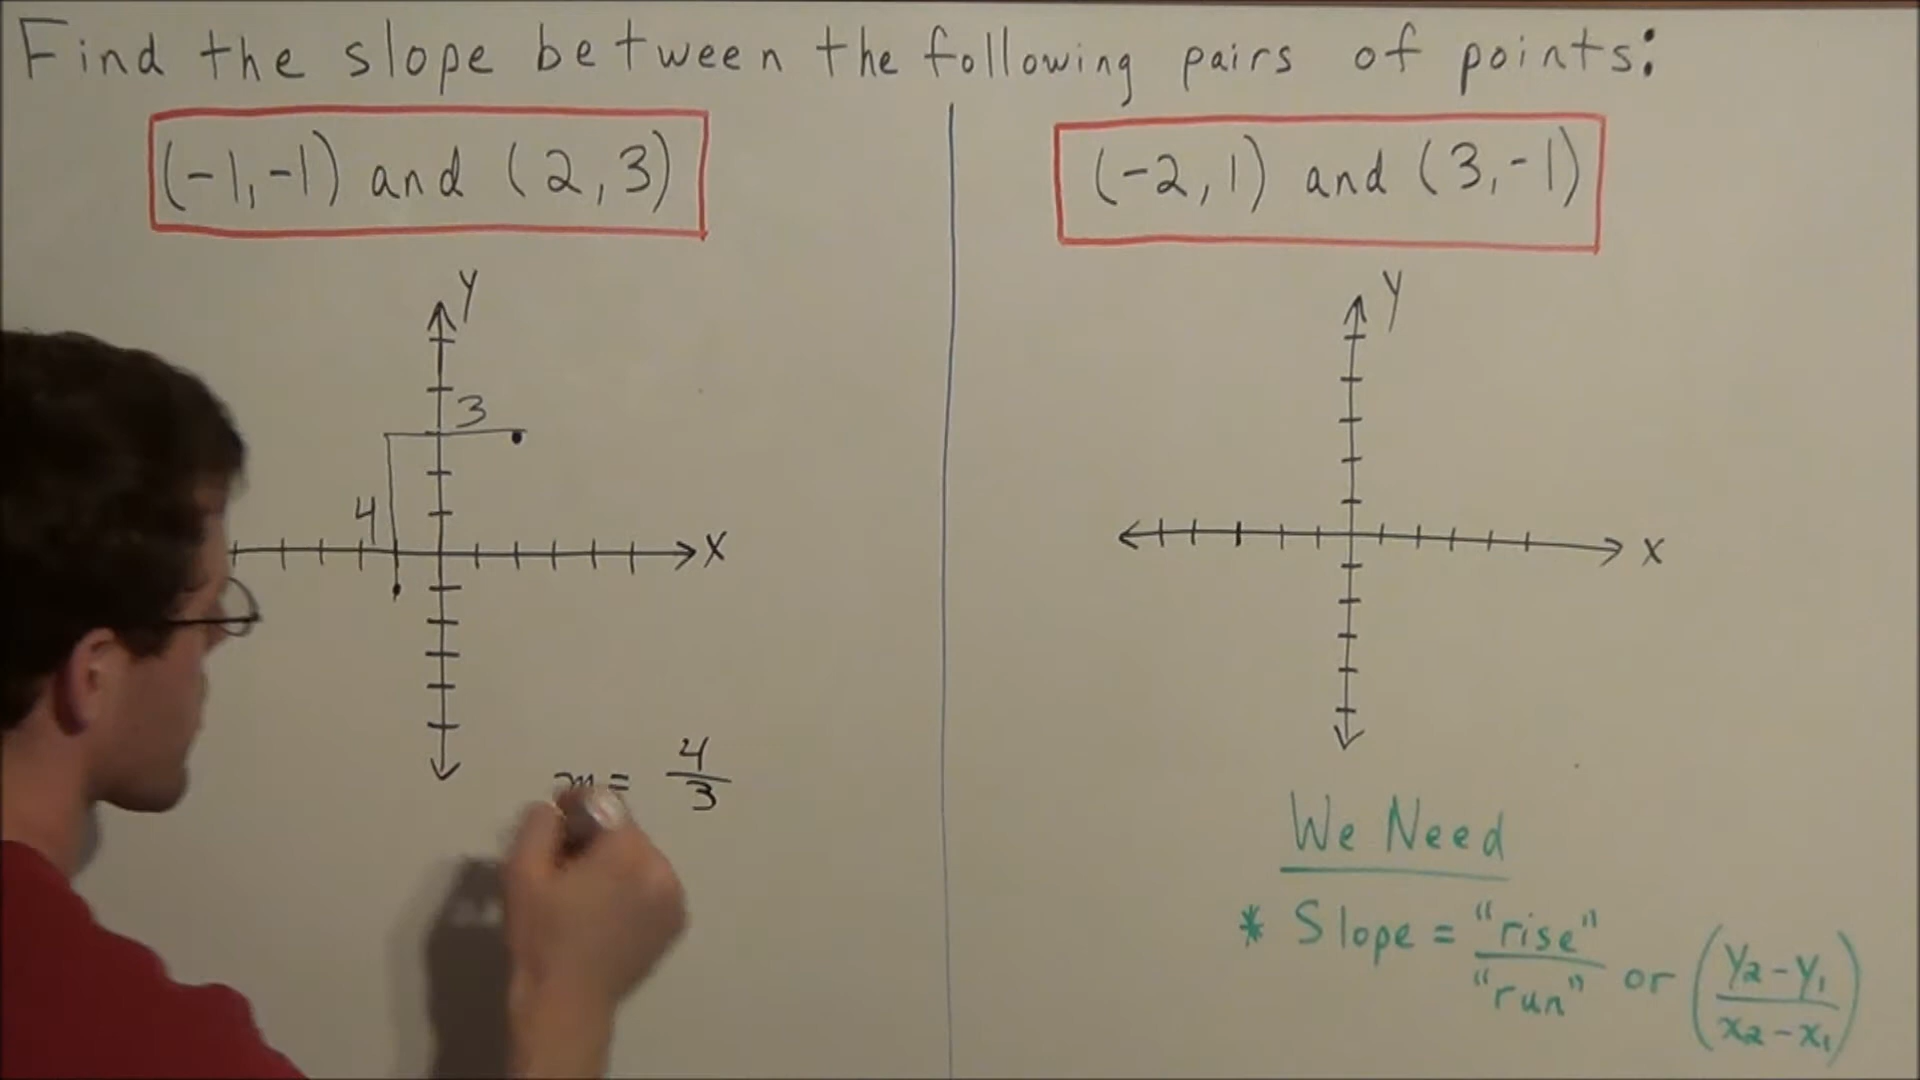 Find the slope between the following pairs of points:
(-1,-1) and (2,3)
(-2,1) and (3,-1)
Y
3
4
X
m = 4/3
Y
X
We Need
* Slope = "rise"/"run" or (Y2-Y1/X2-X1)